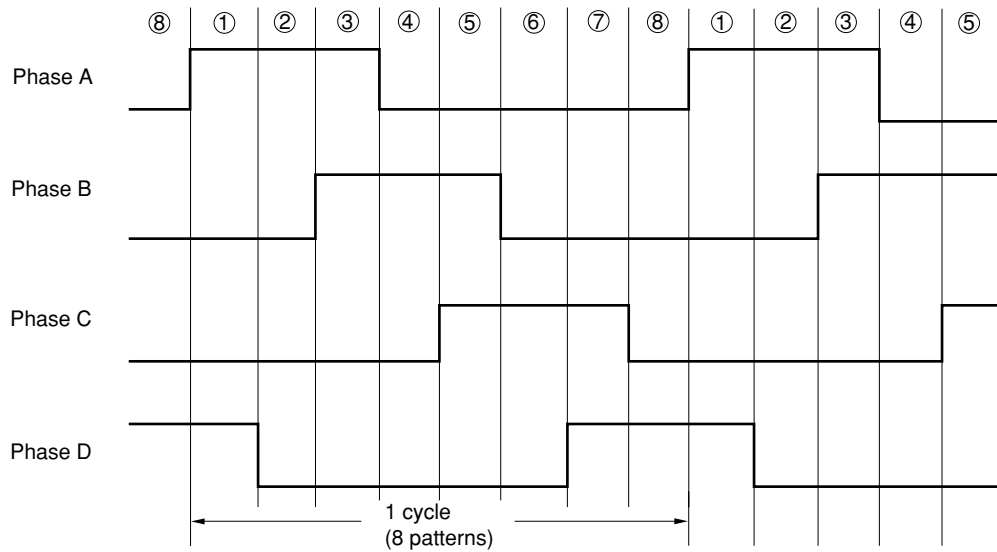 ⑧ ① ② ③ ④ ⑤ ⑥ ⑦ ⑧ ① ② ③ ④ ⑤
Phase A
Phase B
Phase C
Phase D
1 cycle
(8 patterns)